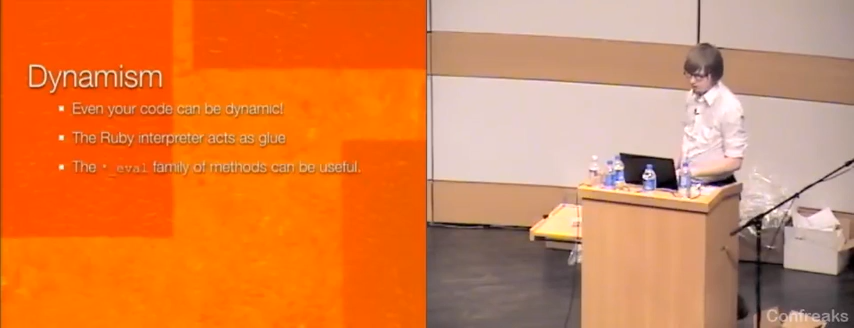 Dynamism
Even your code can be dynamic!
The Ruby interpreter acts as glue
The *_eval family of methods can be useful.
Confreaks